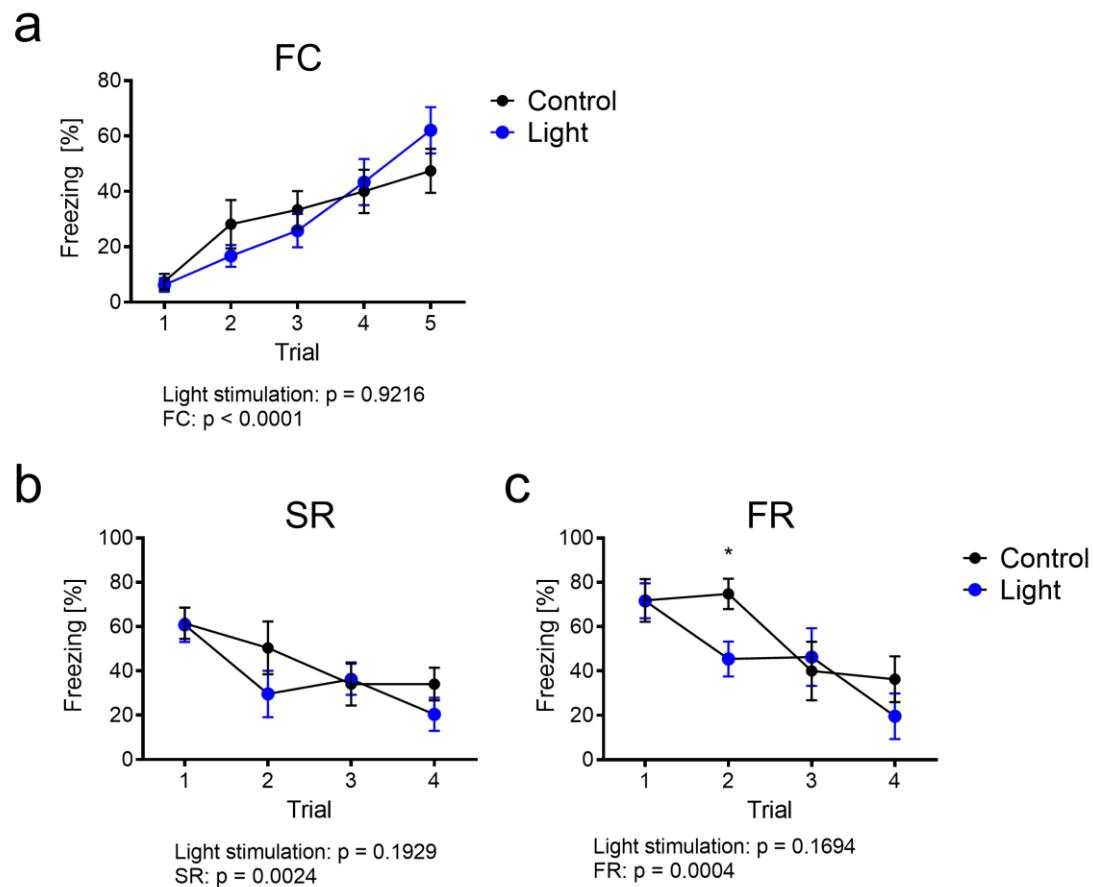 a
FC
80
60
40
20
0
Freezing [%]
1 2 3 4 5
Trial
Control
Light
Light stimulation: p = 0.9216
FC: p < 0.0001
b
SR
100
80
60
40
20
0
Freezing [%]
1 2 3 4
Trial
Light stimulation: p = 0.1929
SR: p = 0.0024
c
FR
100
80
60
40
20
0
Freezing [%]
*
1 2 3 4
Trial
Control
Light
Light stimulation: p = 0.1694
FR: p = 0.0004